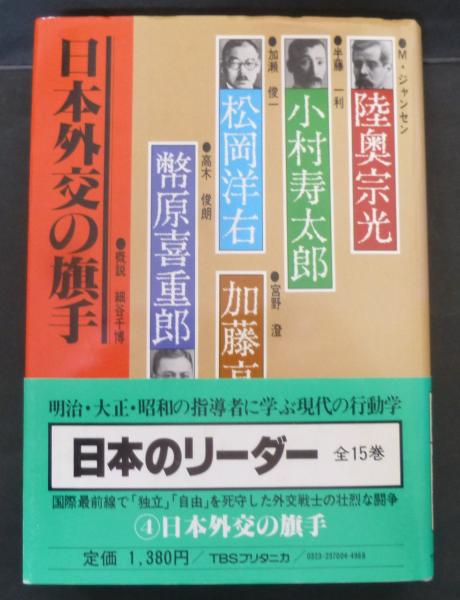 日本外交の旗手
●概説 細谷千博
●M・ジャンセン
陸奥宗光
●半藤 一利
小村寿太郎
●加瀬 俊一
松岡洋右
●高木 俊朗
幣原喜重郎
●宮野 澄
加藤
明治・大正・昭和の指導者に学ぶ現代の行動学
日本のリーダー 全15巻
国際最前線で「独立」「自由」を死守した外交戦士の壮烈な闘争
④日本外交の旗手
定価 1,380円/TBSブリタニカ/0323-257004-4968